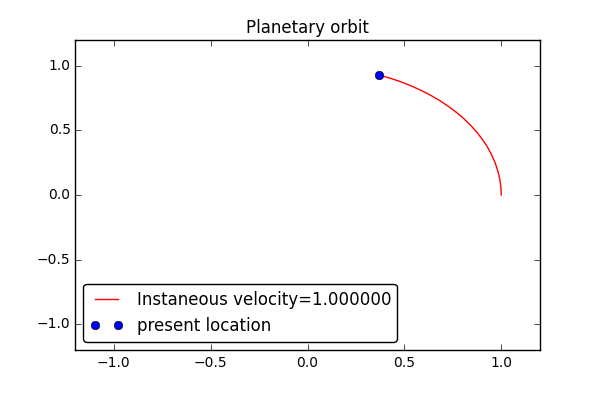 Planetary orbit
1.0
0.5
0.0
−0.5
−1.0
Instaneous velocity=1.000000
present location
−1.0 −0.5 0.0 0.5 1.0